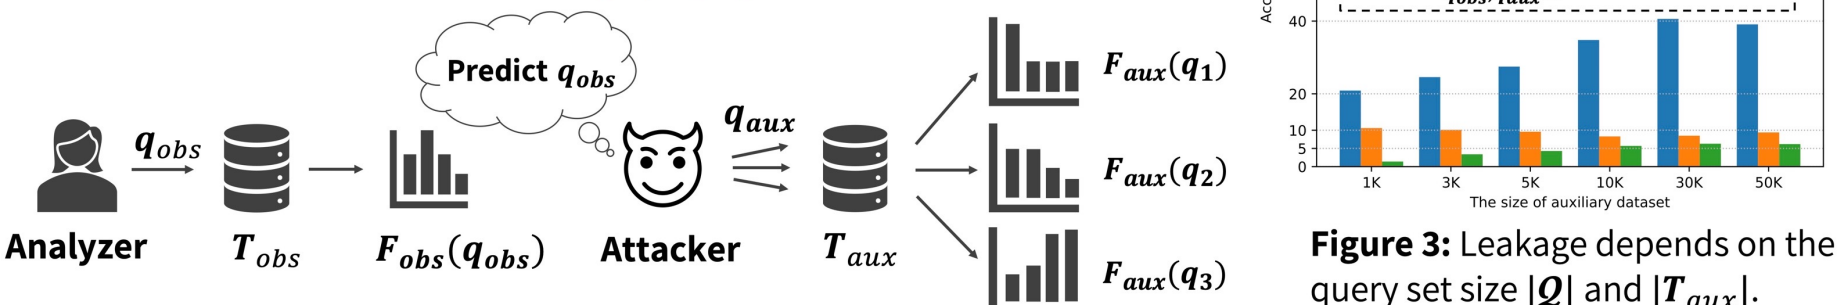 Predict q_obs
q_obs
q_aux
F_aux(q_1)
F_aux(q_2)
F_aux(q_3)
Analyzer
T_obs
F_obs(q_obs)
Attacker
T_aux
40
20
10
5
0
1K 3K 5K 10K 30K 50K
The size of auxiliary dataset
Figure 3: Leakage depends on the
query set size |Q| and |T_aux|.